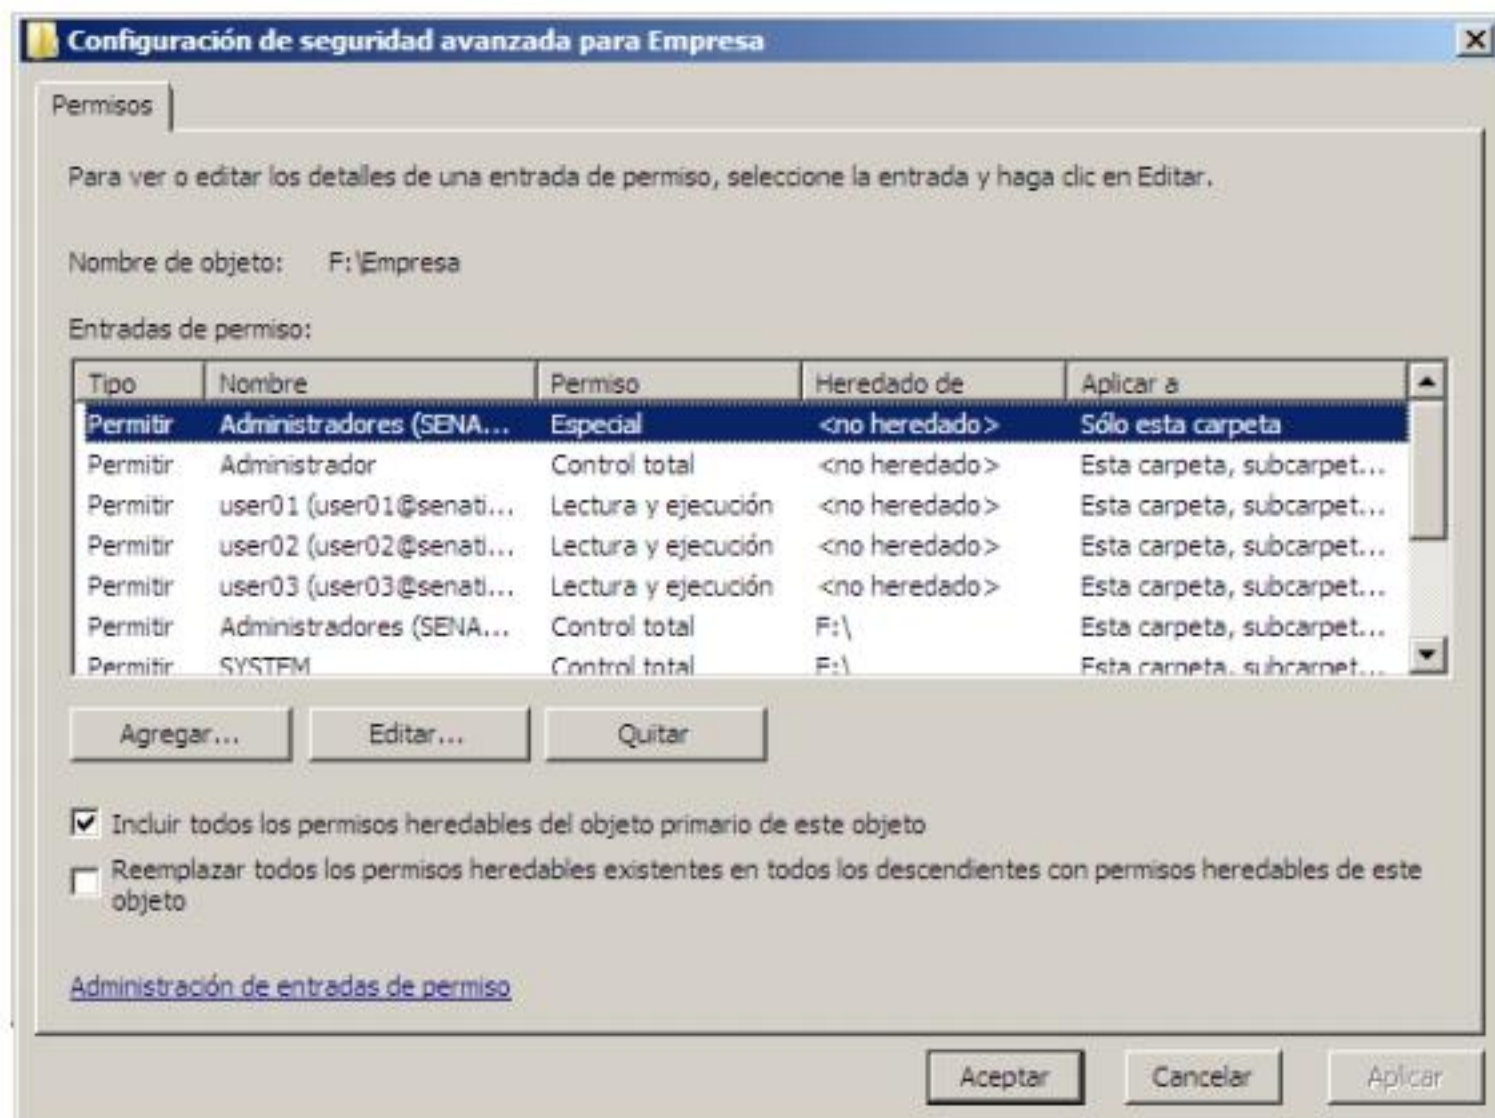 Configuración de seguridad avanzada para Empresa
Permisos
Para ver o editar los detalles de una entrada de permiso, seleccione la entrada y haga clic en Editar.
Nombre de objeto: F:\Empresa
Entradas de permiso:
Tipo Nombre Permiso Heredado de Aplicar a
Permitir Administradores (SENA... Especial <no heredado> Sólo esta carpeta
Permitir Administrador Control total <no heredado> Esta carpeta, subcarpet...
Permitir user01 (user01@senati... Lectura y ejecución <no heredado> Esta carpeta, subcarpet...
Permitir user02 (user02@senati... Lectura y ejecución <no heredado> Esta carpeta, subcarpet...
Permitir user03 (user03@senati... Lectura y ejecución <no heredado> Esta carpeta, subcarpet...
Permitir Administradores (SENA... Control total F:\ Esta carpeta, subcarpet...
Permitir SYSTEM Control total F:\ Esta carpeta, subcarpet...
Agregar... Editar... Quitar
Incluir todos los permisos heredables del objeto primario de este objeto
Reemplazar todos los permisos heredables existentes en todos los descendientes con permisos heredables de este
objeto
Administración de entradas de permiso
Aceptar Cancelar Aplicar